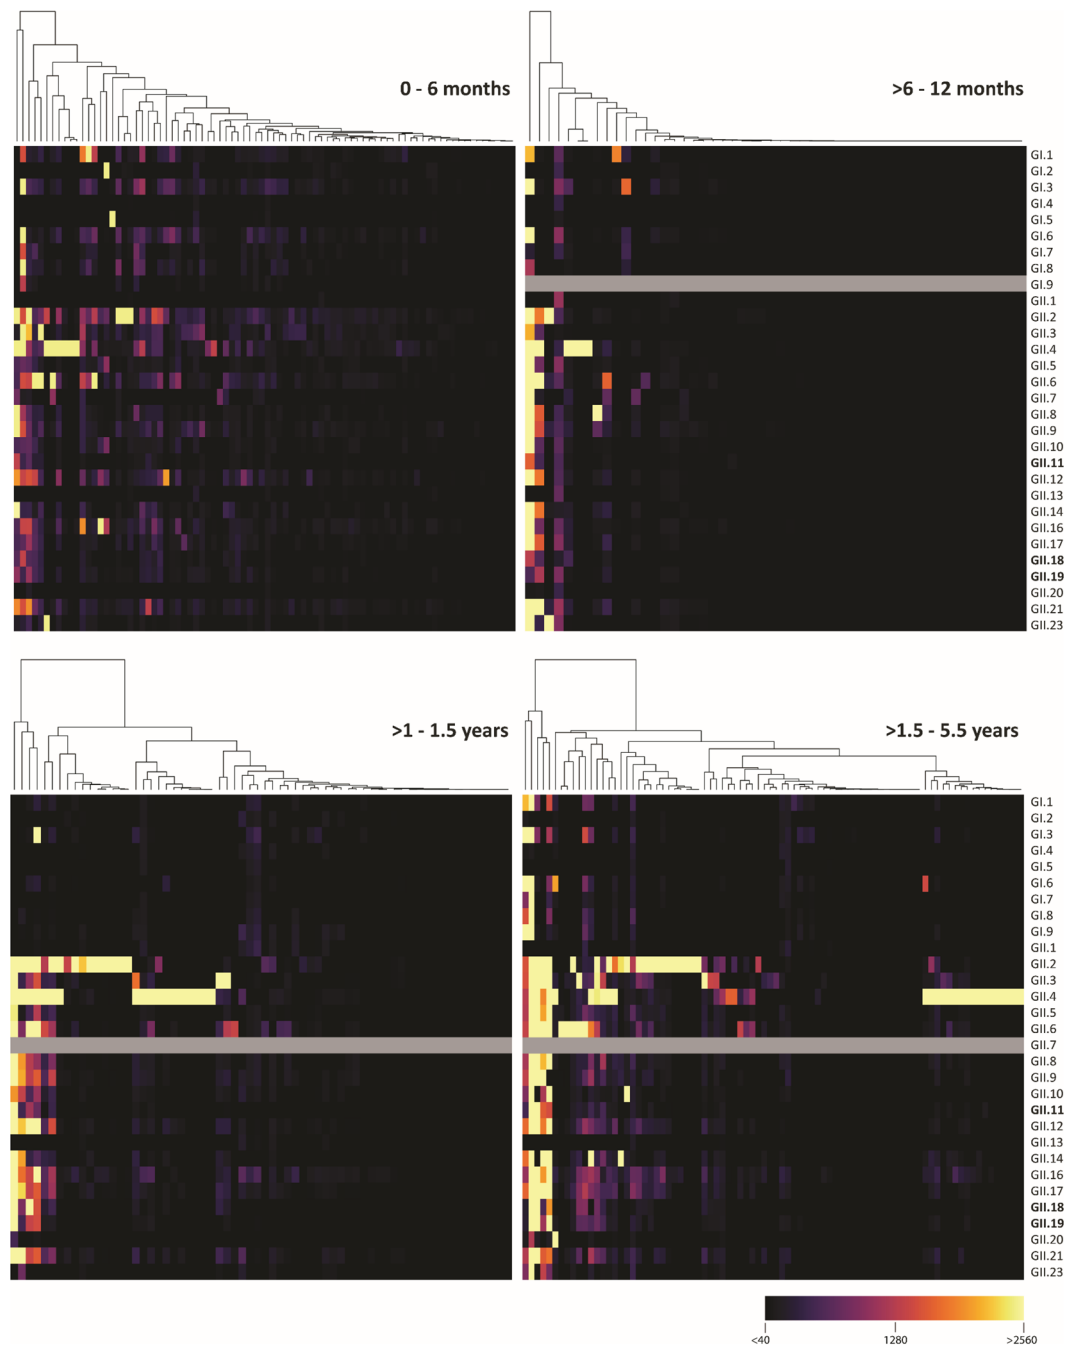 0 - 6 months
>6 - 12 months
GI.1
GI.2
GI.3
GI.4
GI.5
GI.6
GI.7
GI.8
GI.9
GII.1
GII.2
GII.3
GII.4
GII.5
GII.6
GII.7
GII.8
GII.9
GII.10
GII.11
GII.12
GII.13
GII.14
GII.16
GII.17
GII.18
GII.19
GII.20
GII.21
GII.23
>1 - 1.5 years
>1.5 - 5.5 years
GI.1
GI.2
GI.3
GI.4
GI.5
GI.6
GI.7
GI.8
GI.9
GII.1
GII.2
GII.3
GII.4
GII.5
GII.6
GII.7
GII.8
GII.9
GII.10
GII.11
GII.12
GII.13
GII.14
GII.16
GII.17
GII.18
GII.19
GII.20
GII.21
GII.23
<40 1280 >2560